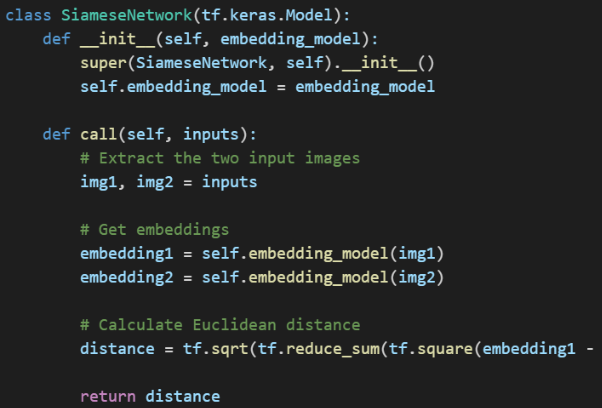 class SiameseNetwork(tf.keras.Model):
    def __init__(self, embedding_model):
        super(SiameseNetwork, self).__init__()
        self.embedding_model = embedding_model

    def call(self, inputs):
        # Extract the two input images
        img1, img2 = inputs

        # Get embeddings
        embedding1 = self.embedding_model(img1)
        embedding2 = self.embedding_model(img2)

        # Calculate Euclidean distance
        distance = tf.sqrt(tf.reduce_sum(tf.square(embedding1 -

        return distance